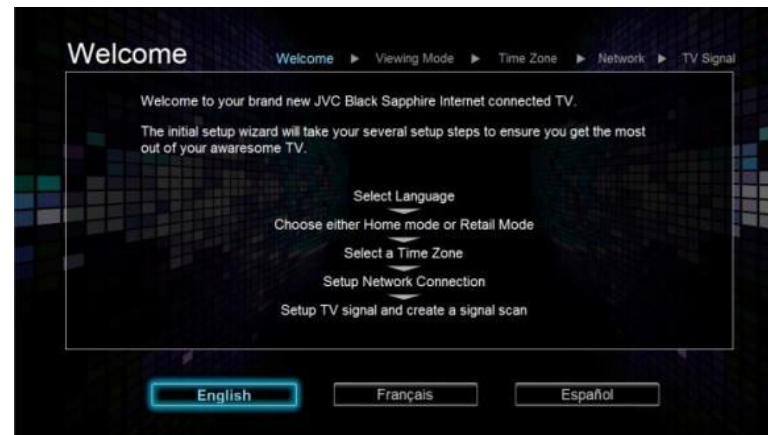 Welcome
Welcome ▶ Viewing Mode ▶ Time Zone ▶ Network ▶ TV Signal
Welcome to your brand new JVC Black Sapphire Internet connected TV.
The initial setup wizard will take your several setup steps to ensure you get the most
out of your awaresome TV.
Select Language
Choose either Home mode or Retail Mode
Select a Time Zone
Setup Network Connection
Setup TV signal and create a signal scan
English Français Español